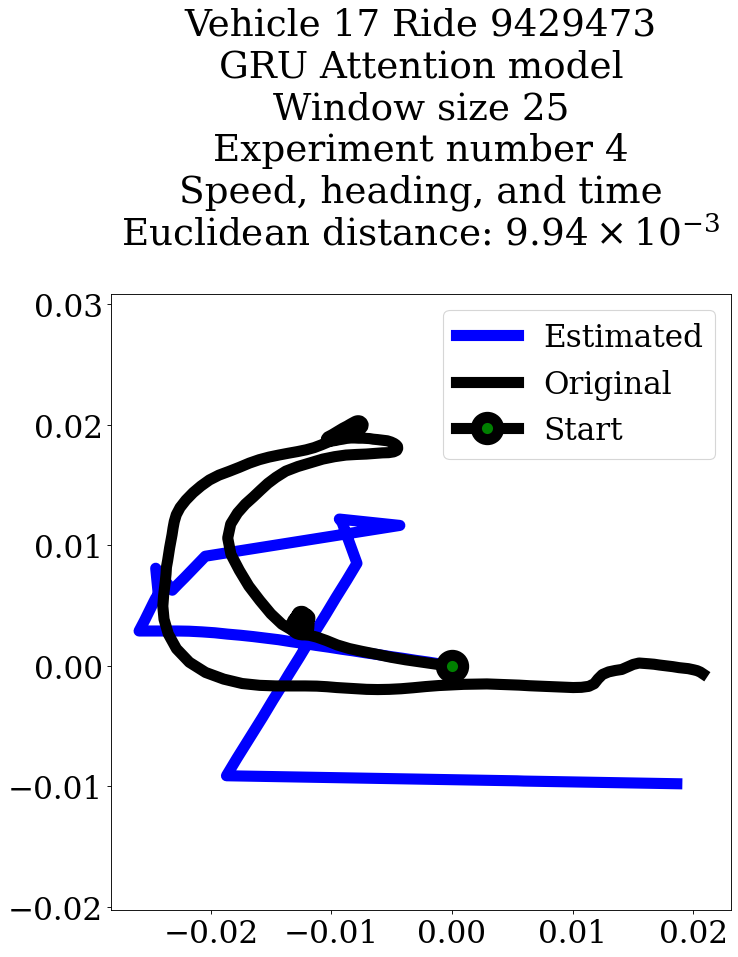 Vehicle 17 Ride 9429473
GRU Attention model
Window size 25
Experiment number 4
Speed, heading, and time
Euclidean distance: 9.94 × 10⁻³
0.03
Estimated
Original
0.02
Start
0.01
0.00
−0.01
−0.02
−0.02 −0.01 0.00 0.01 0.02